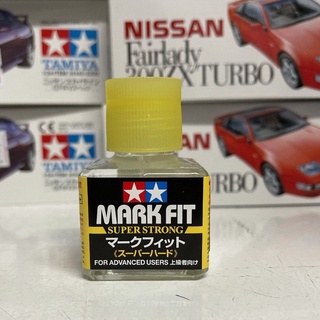 NISSAN
Fairlady
300ZX TURBO
TAMIYA
TAMIYA
TURBO
MARK FIT
SUPER STRONG
マークフィット
《スーパーハード》
FOR ADVANCED USERS 上級者向け